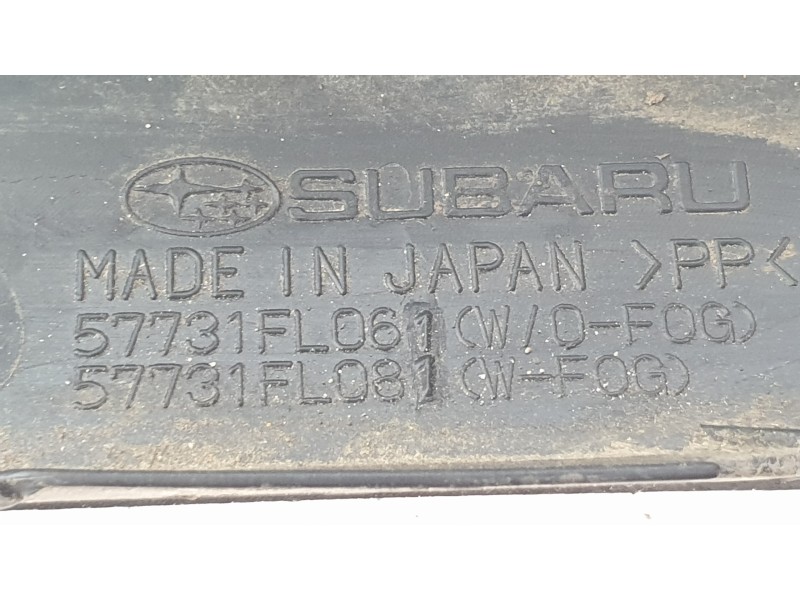 SUBARU
MADE IN JAPAN >PP<
57731FL061(W/O-FOG)
57731FL081(W-FOG)